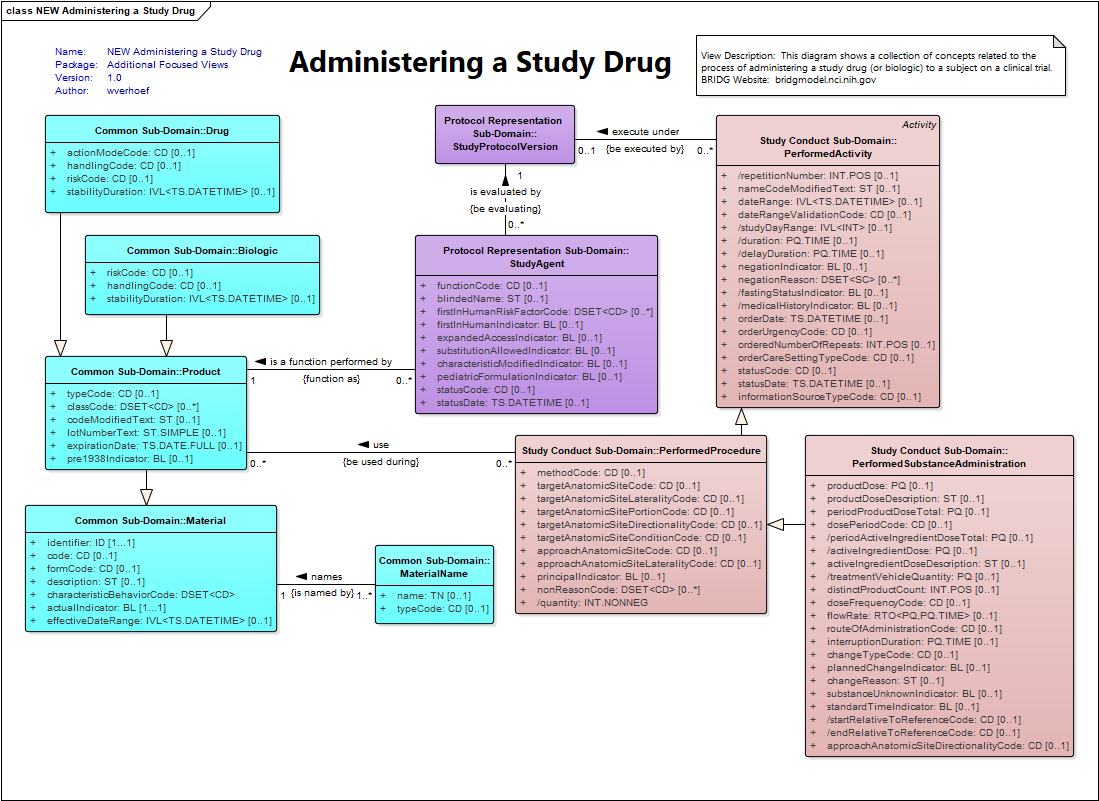 class NEW Administering a Study Drug
Name: NEW Administering a Study Drug
Package: Additional Focused Views
Version: 1.0
Author: wverhoef
Administering a Study Drug
View Description: This diagram shows a collection of concepts related to the
process of administering a study drug (or biologic) to a subject on a clinical trial.
BRIDG Website: bridgmodel.nci.nih.gov
Common Sub-Domain::Drug
+ actionModeCode: CD [0..1]
+ handlingCode: CD [0..1]
+ riskCode: CD [0..1]
+ stabilityDuration: IVL<TS.DATETIME> [0..1]
Common Sub-Domain::Biologic
+ riskCode: CD [0..1]
+ handlingCode: CD [0..1]
+ stabilityDuration: IVL<TS.DATETIME> [0..1]
Common Sub-Domain::Product
+ typeCode: CD [0..1]
+ classCode: DSET<CD> [0..*]
+ codeModifiedText: ST [0..1]
+ lotNumberText: ST.SIMPLE [0..1]
+ expirationDate: TS.DATE.FULL [0..1]
+ pre1938Indicator: BL [0..1]
Common Sub-Domain::Material
+ identifier: ID [1...1]
+ code: CD [0..1]
+ formCode: CD [0..1]
+ description: ST [0..1]
+ characteristicBehaviorCode: DSET<CD>
+ actualIndicator: BL [1...1]
+ effectiveDateRange: IVL<TS.DATETIME> [0..1]
names
1 {is named by} 1..*
Common Sub-Domain::
MaterialName
+ name: TN [0..1]
+ typeCode: CD [0..1]
Protocol Representation
Sub-Domain::
StudyProtocolVersion
execute under
0..1 {be executed by} 0..*
1
is evaluated by
{be evaluating}
0..*
Protocol Representation Sub-Domain::
StudyAgent
+ functionCode: CD [0..1]
+ blindedName: ST [0..1]
+ firstInHumanRiskFactorCode: DSET<CD> [0..*]
+ firstInHumanIndicator: BL [0..1]
+ expandedAccessIndicator: BL [0..1]
+ substitutionAllowedIndicator: BL [0..1]
+ characteristicModifiedIndicator: BL [0..1]
+ pediatricFormulationIndicator: BL [0..1]
+ statusCode: CD [0..1]
+ statusDate: TS.DATETIME [0..1]
is a function performed by
1 {function as} 0..*
use
0..* {be used during} 0..*
Activity
Study Conduct Sub-Domain::
PerformedActivity
+ /repetitionNumber: INT.POS [0..1]
+ nameCodeModifiedText: ST [0..1]
+ dateRange: IVL<TS.DATETIME> [0..1]
+ dateRangeValidationCode: CD [0..1]
+ /studyDayRange: IVL<INT> [0..1]
+ /duration: PQ.TIME [0..1]
+ /delayDuration: PQ.TIME [0..1]
+ negationIndicator: BL [0..1]
+ negationReason: DSET<SC> [0..*]
+ /fastingStatusIndicator: BL [0..1]
+ /medicalHistoryIndicator: BL [0..1]
+ orderDate: TS.DATETIME [0..1]
+ orderUrgencyCode: CD [0..1]
+ orderedNumberOfRepeats: INT.POS [0..1]
+ orderCareSettingTypeCode: CD [0..1]
+ statusCode: CD [0..1]
+ statusDate: TS.DATETIME [0..1]
+ informationSourceTypeCode: CD [0..1]
Study Conduct Sub-Domain::PerformedProcedure
+ methodCode: CD [0..1]
+ targetAnatomicSiteCode: CD [0..1]
+ targetAnatomicSiteLateralityCode: CD [0..1]
+ targetAnatomicSitePortionCode: CD [0..1]
+ targetAnatomicSiteDirectionalityCode: CD [0..1]
+ targetAnatomicSiteConditionCode: CD [0..1]
+ approachAnatomicSiteCode: CD [0..1]
+ approachAnatomicSiteLateralityCode: CD [0..1]
+ principalIndicator: BL [0..1]
+ nonReasonCode: DSET<CD> [0..*]
+ /quantity: INT.NONNEG
Study Conduct Sub-Domain::
PerformedSubstanceAdministration
+ productDose: PQ [0..1]
+ productDoseDescription: ST [0..1]
+ periodProductDoseTotal: PQ [0..1]
+ dosePeriodCode: CD [0..1]
+ /periodActiveIngredientDoseTotal: PQ [0..1]
+ /activeIngredientDose: PQ [0..1]
+ activeIngredientDoseDescription: ST [0..1]
+ /treatmentVehicleQuantity: PQ [0..1]
+ distinctProductCount: INT.POS [0..1]
+ doseFrequencyCode: CD [0..1]
+ flowRate: RTO<PQ,PQ.TIME> [0..1]
+ routeOfAdministrationCode: CD [0..1]
+ interruptionDuration: PQ.TIME [0..1]
+ changeTypeCode: CD [0..1]
+ plannedChangeIndicator: BL [0..1]
+ changeReason: ST [0..1]
+ substanceUnknownIndicator: BL [0..1]
+ standardTimeIndicator: BL [0..1]
+ /startRelativeToReferenceCode: CD [0..1]
+ /endRelativeToReferenceCode: CD [0..1]
+ approachAnatomicSiteDirectionalityCode: CD [0..1]